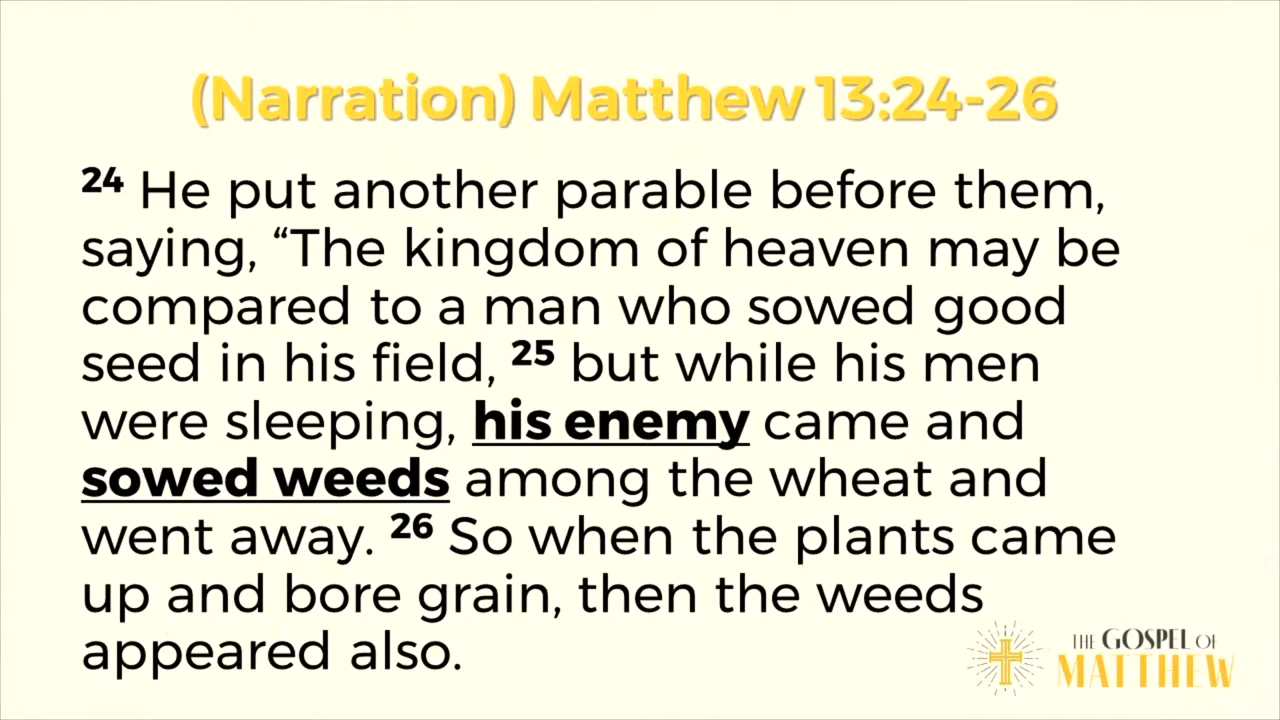 (Narration) Matthew 13:24-26
24 He put another parable before them,
saying, “The kingdom of heaven may be
compared to a man who sowed good
seed in his field, 25 but while his men
were sleeping, his enemy came and
sowed weeds among the wheat and
went away. 26 So when the plants came
up and bore grain, then the weeds
appeared also.
THE GOSPEL OF
MATTHEW